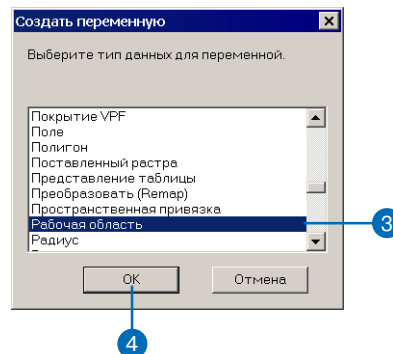 Создать переменную
Выберите тип данных для переменной.
Покрытие VPF
Поле
Полигон
Поставленный растра
Представление таблицы
Преобразовать (Remap)
Пространственная привязка
Рабочая область
3
Радиус
OK
Отмена
4